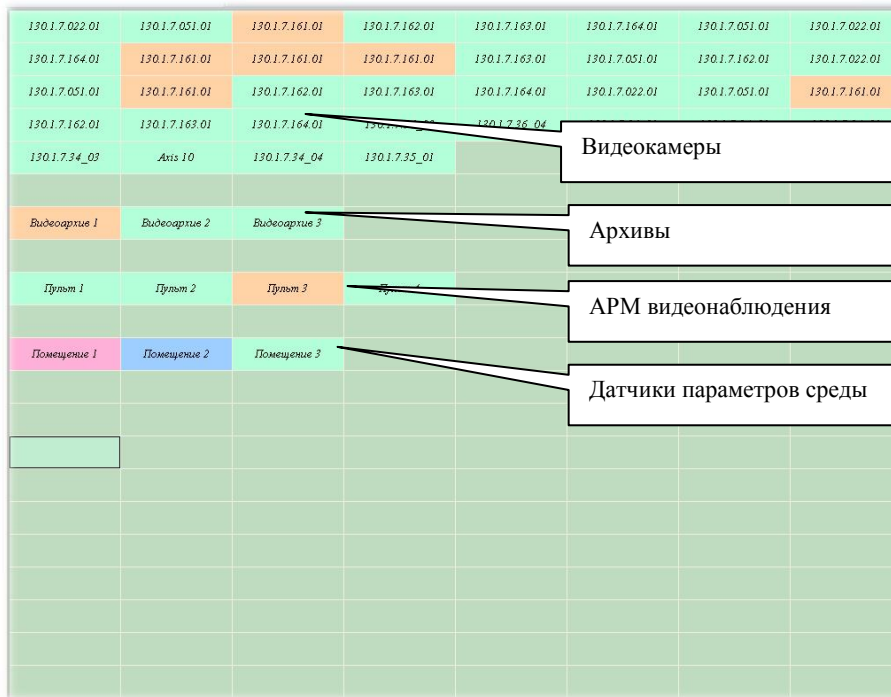 130.1.7.022.01 130.1.7.051.01 130.1.7.161.01 130.1.7.162.01 130.1.7.163.01 130.1.7.164.01 130.1.7.051.01 130.1.7.022.01
130.1.7.164.01 130.1.7.161.01 130.1.7.161.01 130.1.7.161.01 130.1.7.163.01 130.1.7.051.01 130.1.7.162.01 130.1.7.022.01
130.1.7.051.01 130.1.7.161.01 130.1.7.162.01 130.1.7.163.01 130.1.7.164.01 130.1.7.022.01 130.1.7.051.01 130.1.7.161.01
130.1.7.162.01 130.1.7.163.01 130.1.7.164.01 130.1.7.36_04
Видеокамеры
130.1.7.34_03 Axis 10 130.1.7.34_04 130.1.7.35_01
Видеоархив 1 Видеоархив 2 Видеоархив 3
Архивы
Пульт 1 Пульт 2 Пульт 3
АРМ видеонаблюдения
Помещение 1 Помещение 2 Помещение 3
Датчики параметров среды